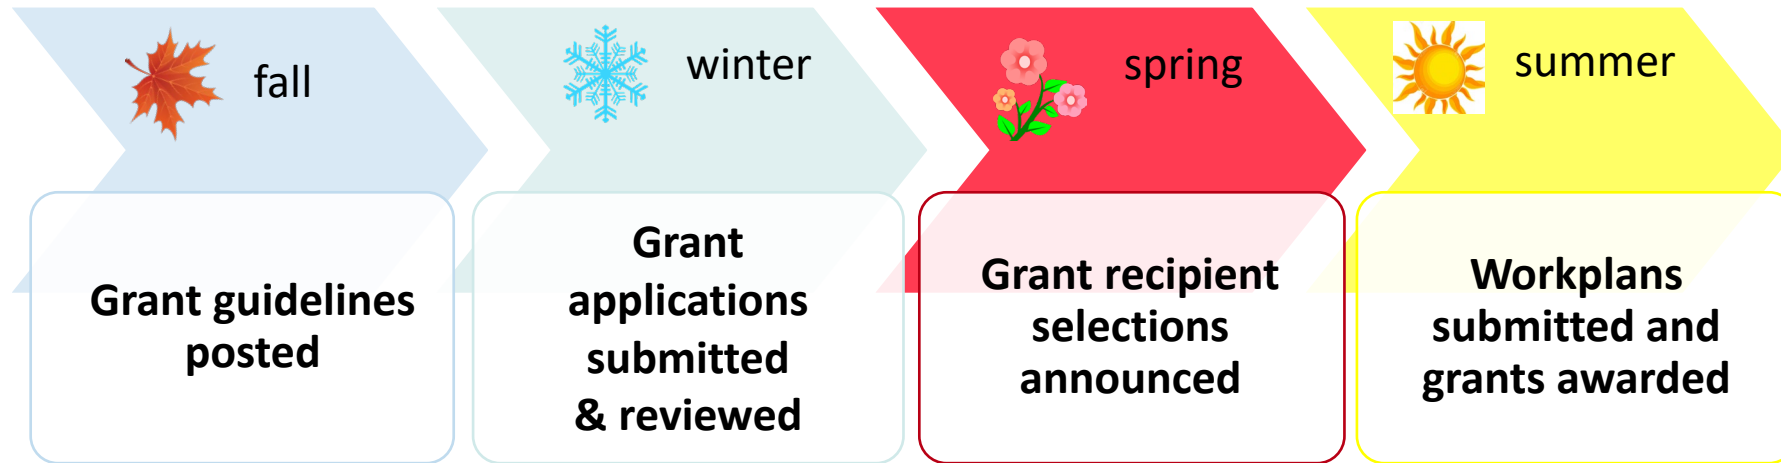 fall
Grant guidelines
posted
winter
Grant
applications
submitted
& reviewed
spring
Grant recipient
selections
announced
summer
Workplans
submitted and
grants awarded